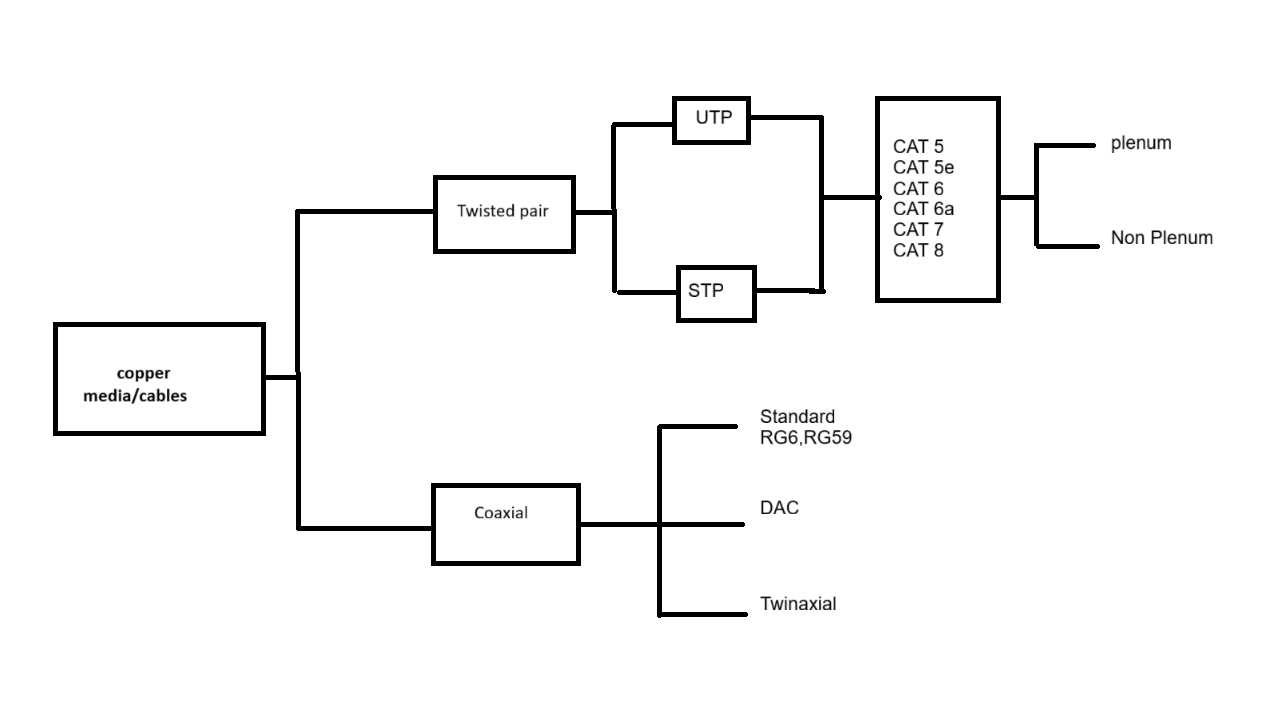 copper
media/cables
Twisted pair
UTP
STP
CAT 5
CAT 5e
CAT 6
CAT 6a
CAT 7
CAT 8
plenum
Non Plenum
Coaxial
Standard
RG6,RG59
DAC
Twinaxial